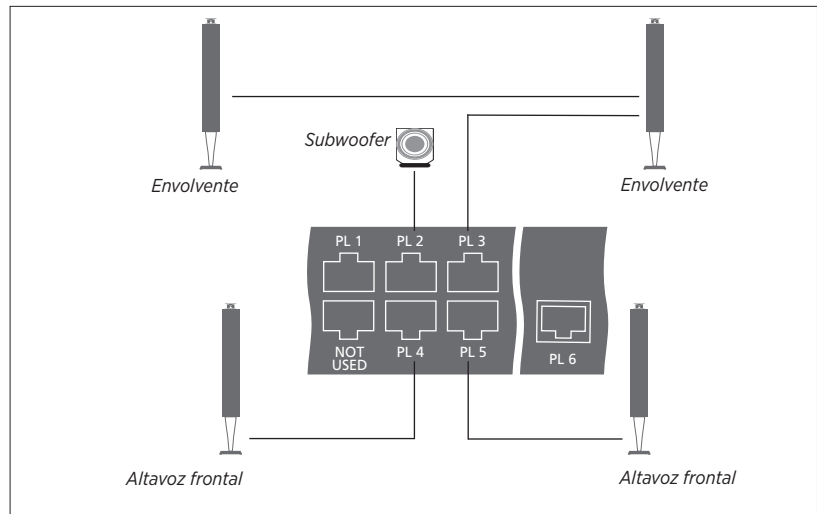 Subwoofer
Envolvente
Envolvente
PL 1
PL 2
PL 3
NOT
USED
PL 4
PL 5
PL 6
Altavoz frontal
Altavoz frontal